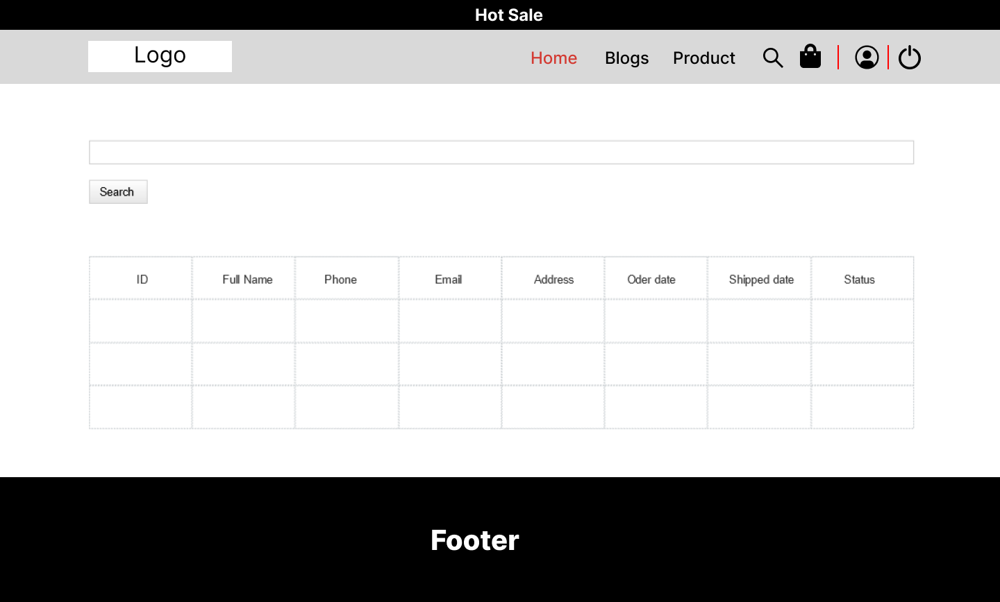 Hot Sale
Logo Home Blogs Product
Search
ID Full Name Phone Email Address Oder date Shipped date Status
Footer